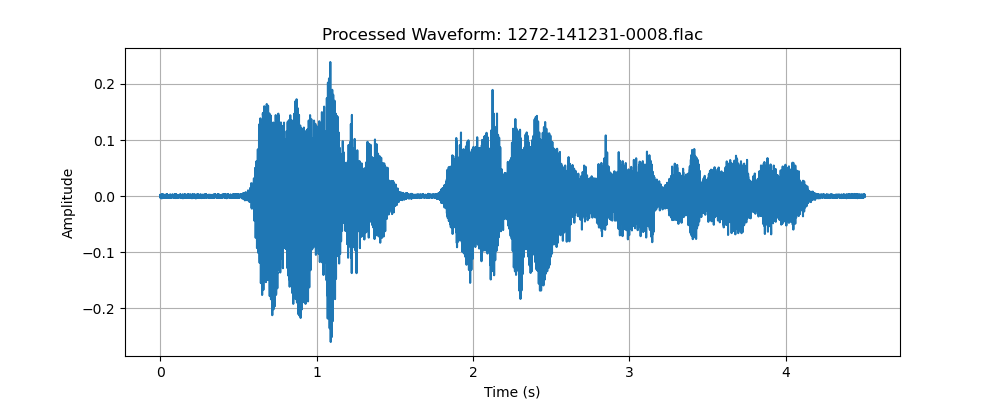 Processed Waveform: 1272-141231-0008.flac
0.2
0.1
0.0
−0.1
−0.2
Amplitude
0 1 2 3 4
Time (s)